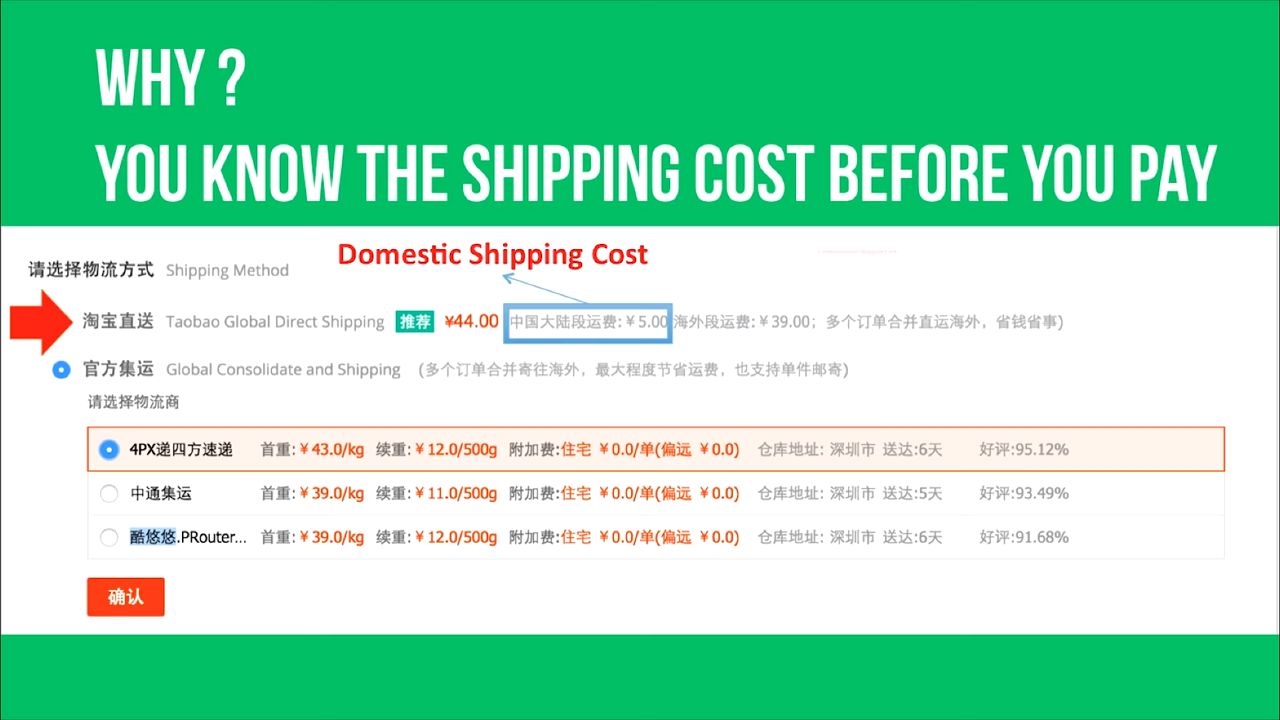 WHY ?
YOU KNOW THE SHIPPING COST BEFORE YOU PAY
Domestic Shipping Cost
请选择物流方式 Shipping Method
淘宝直送 Taobao Global Direct Shipping 推荐 ¥44.00 中国大陆段运费:￥5.00 海外段运费:￥39.00；多个订单合并直运海外，省钱省事)
官方集运 Global Consolidate and Shipping (多个订单合并寄往海外，最大程度节省运费，也支持单件邮寄)
请选择物流商
4PX递四方速递 首重:￥43.0/kg 续重:￥12.0/500g 附加费:住宅 ￥0.0/单(偏远 ￥0.0) 仓库地址: 深圳市 送达:6天 好评:95.12%
中通集运 首重:￥39.0/kg 续重:￥11.0/500g 附加费:住宅 ￥0.0/单(偏远 ￥0.0) 仓库地址: 深圳市 送达:5天 好评:93.49%
酷悠悠.PRouter... 首重:￥39.0/kg 续重:￥12.0/500g 附加费:住宅 ￥0.0/单(偏远 ￥0.0) 仓库地址: 深圳市 送达:6天 好评:91.68%
确认